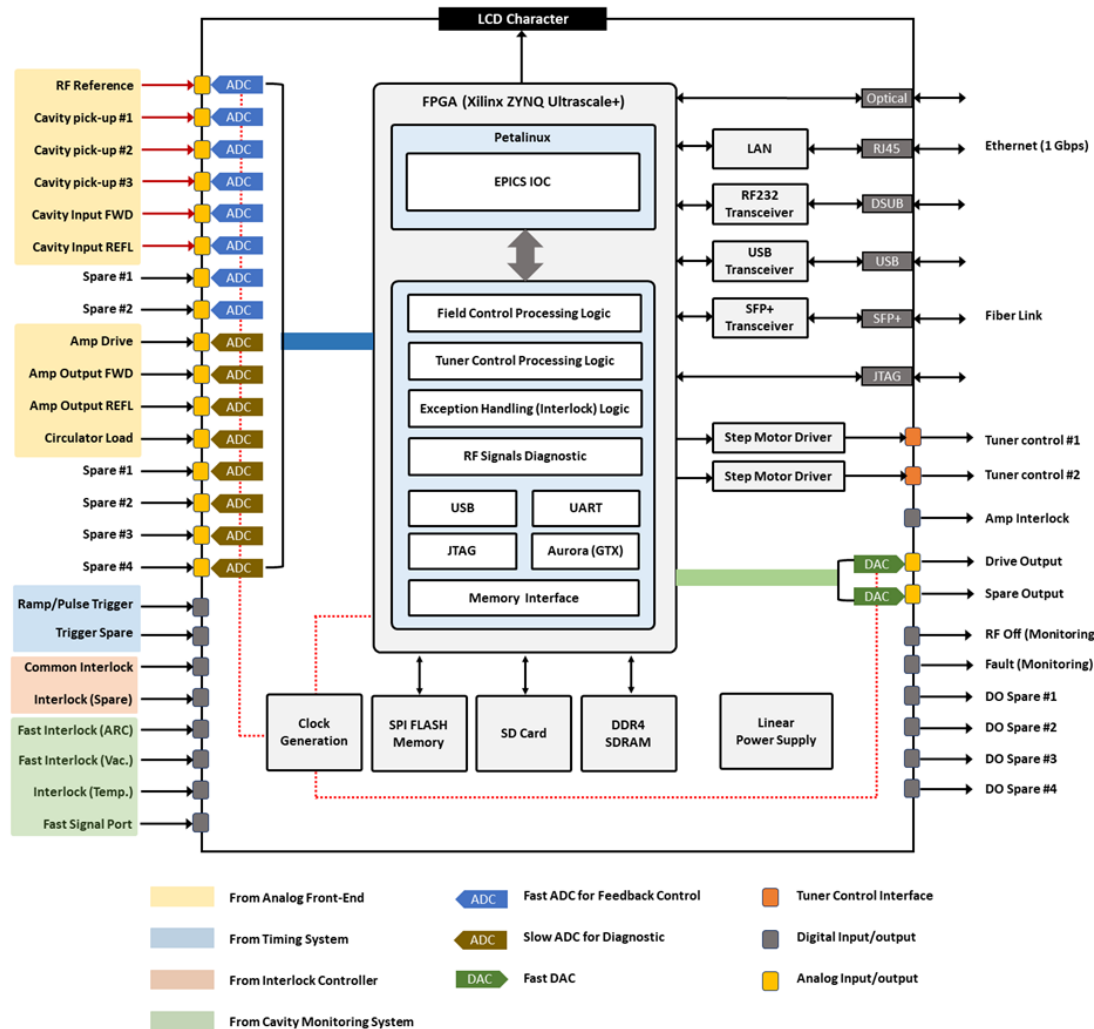 LCD Character
RF Reference
ADC
Cavity pick-up #1
ADC
Cavity pick-up #2
ADC
Cavity pick-up #3
ADC
Cavity Input FWD
ADC
Cavity Input REFL
ADC
Spare #1
ADC
Spare #2
ADC
Amp Drive
ADC
Amp Output FWD
ADC
Amp Output REFL
ADC
Circulator Load
ADC
Spare #1
ADC
Spare #2
ADC
Spare #3
ADC
Spare #4
ADC
Ramp/Pulse Trigger
Trigger Spare
Common Interlock
Interlock (Spare)
Fast Interlock (ARC)
Fast Interlock (Vac.)
Interlock (Temp.)
Fast Signal Port
FPGA (Xilinx ZYNQ Ultrascale+)
Petalinux
EPICS IOC
Field Control Processing Logic
Tuner Control Processing Logic
Exception Handling (Interlock) Logic
RF Signals Diagnostic
USB
UART
JTAG
Aurora (GTX)
Memory Interface
Clock
Generation
SPI FLASH
Memory
SD Card
DDR4
SDRAM
Linear
Power Supply
Optical
LAN
RJ45
Ethernet (1 Gbps)
RF232
Transceiver
DSUB
USB
Transceiver
USB
SFP+
Transceiver
SFP+
Fiber Link
JTAG
Step Motor Driver
Tuner control #1
Step Motor Driver
Tuner control #2
Amp Interlock
DAC
Drive Output
DAC
Spare Output
RF Off (Monitoring
Fault (Monitoring)
DO Spare #1
DO Spare #2
DO Spare #3
DO Spare #4
From Analog Front-End
From Timing System
From Interlock Controller
From Cavity Monitoring System
ADC
Fast ADC for Feedback Control
ADC
Slow ADC for Diagnostic
DAC
Fast DAC
Tuner Control Interface
Digital Input/output
Analog Input/output